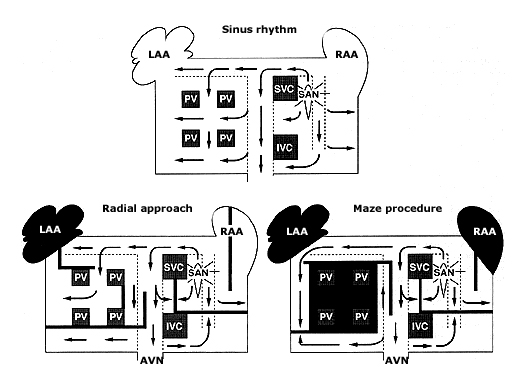 Sinus rhythm
LAA
RAA
PV PV SVC SAN
PV PV IVC
Radial approach
LAA
RAA
PV PV SVC SAN
PV PV IVC
AVN
Maze procedure
LAA
RAA
PV PV SVC SAN
PV PV IVC
AVN